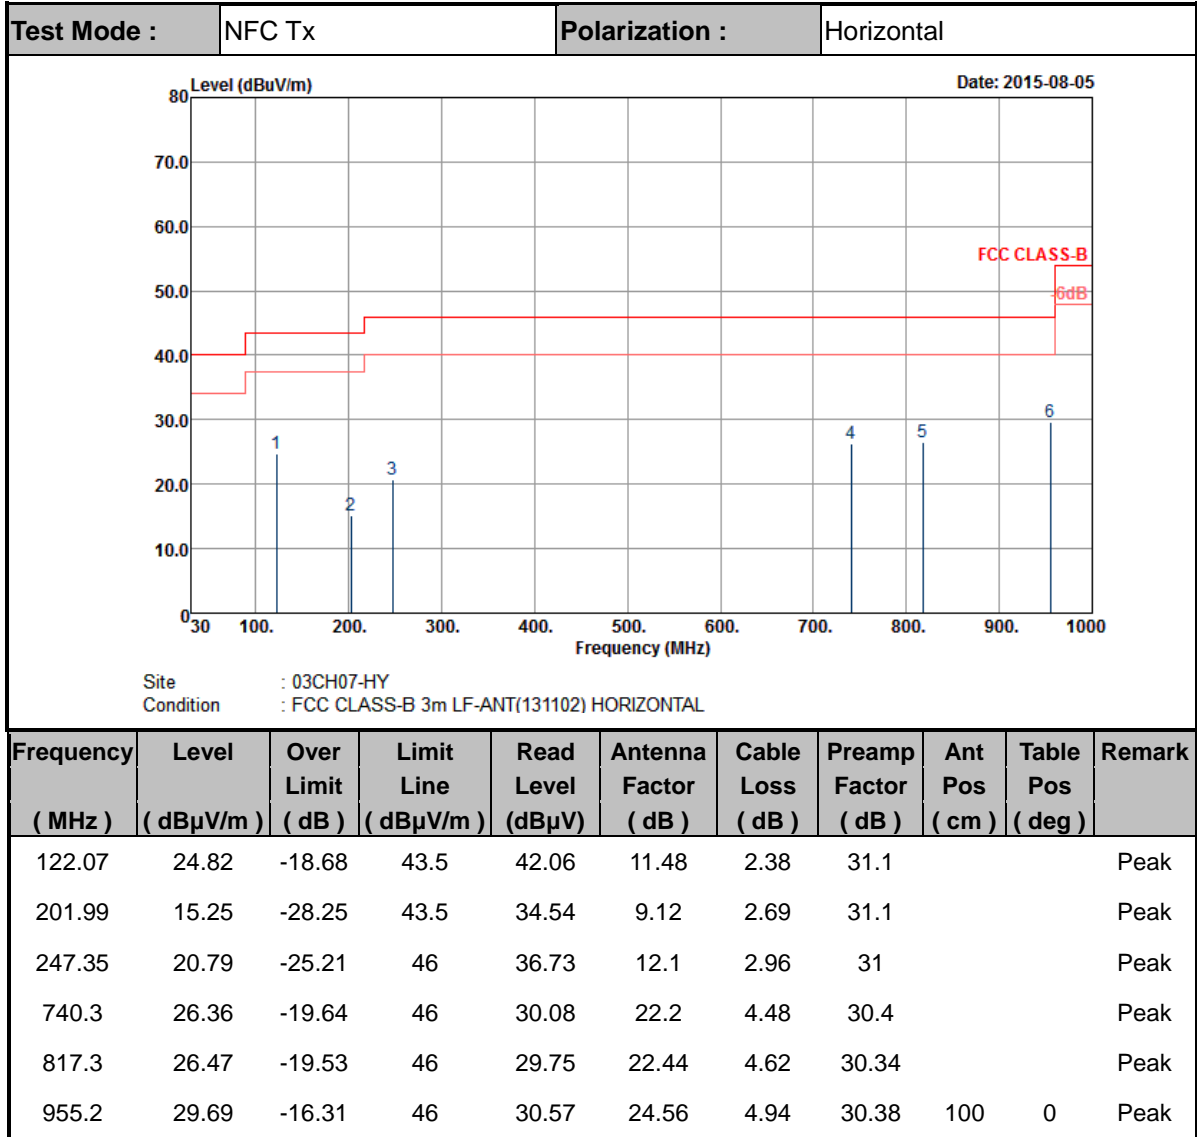 Test Mode : NFC Tx Polarization : Horizontal
Level (dBuV/m) Date: 2015-08-05
80
70.0
60.0
FCC CLASS-B
50.0
-6dB
40.0
30.0
6
1 4 5
3
20.0
2
10.0
0
30 100. 200. 300. 400. 500. 600. 700. 800. 900. 1000
Frequency (MHz)
Site : 03CH07-HY
Condition : FCC CLASS-B 3m LF-ANT(131102) HORIZONTAL
Frequency Level Over Limit Read Antenna Cable Preamp Ant Table Remark
Limit Line Level Factor Loss Factor Pos Pos
( MHz ) ( dBµV/m ) ( dB ) ( dBµV/m ) (dBµV) ( dB ) ( dB ) ( dB ) ( cm ) ( deg )
122.07 24.82 -18.68 43.5 42.06 11.48 2.38 31.1 Peak
201.99 15.25 -28.25 43.5 34.54 9.12 2.69 31.1 Peak
247.35 20.79 -25.21 46 36.73 12.1 2.96 31 Peak
740.3 26.36 -19.64 46 30.08 22.2 4.48 30.4 Peak
817.3 26.47 -19.53 46 29.75 22.44 4.62 30.34 Peak
955.2 29.69 -16.31 46 30.57 24.56 4.94 30.38 100 0 Peak